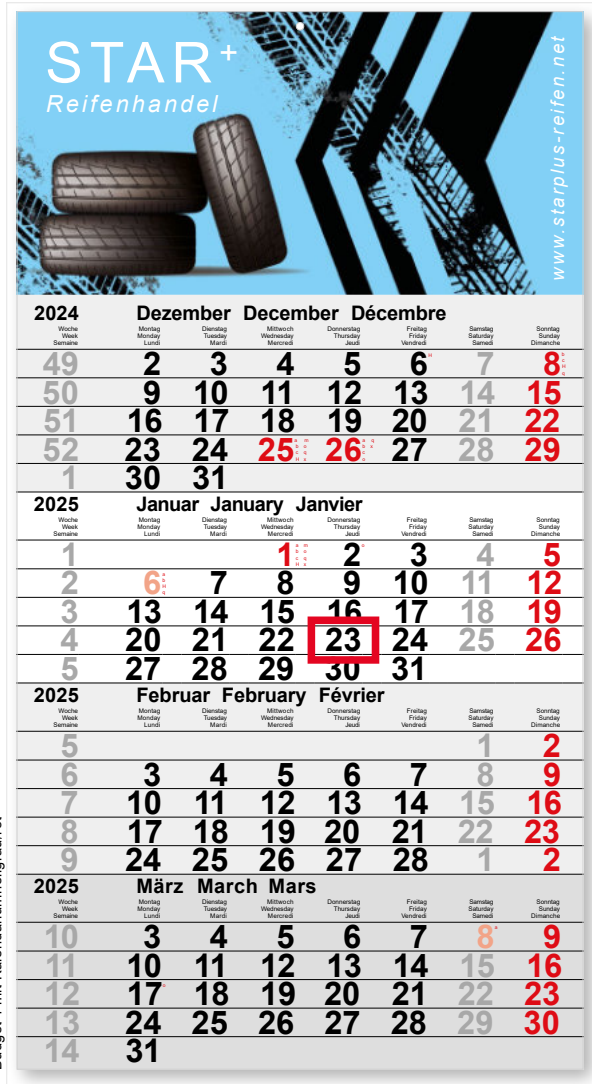 STAR+
Reifenhandel
www.starplus-reifen.net
2024 Dezember December Décembre
Woche Montag Dienstag Mittwoch Donnerstag Freitag Samstag Sonntag
Week Monday Tuesday Wednesday Thursday Friday Saturday Sunday
Semaine Lundi Mardi Mercredi Jeudi Vendredi Samedi Dimanche
49 2 3 4 5 6 7 8
50 9 10 11 12 13 14 15
51 16 17 18 19 20 21 22
52 23 24 25 26 27 28 29
1 30 31
2025 Januar January Janvier
Woche Montag Dienstag Mittwoch Donnerstag Freitag Samstag Sonntag
Week Monday Tuesday Wednesday Thursday Friday Saturday Sunday
Semaine Lundi Mardi Mercredi Jeudi Vendredi Samedi Dimanche
1 1 2 3 4 5
2 6 7 8 9 10 11 12
3 13 14 15 16 17 18 19
4 20 21 22 23 24 25 26
5 27 28 29 30 31
2025 Februar February Février
Woche Montag Dienstag Mittwoch Donnerstag Freitag Samstag Sonntag
Week Monday Tuesday Wednesday Thursday Friday Saturday Sunday
Semaine Lundi Mardi Mercredi Jeudi Vendredi Samedi Dimanche
5 1 2
6 3 4 5 6 7 8 9
7 10 11 12 13 14 15 16
8 17 18 19 20 21 22 23
9 24 25 26 27 28 1 2
2025 März March Mars
Woche Montag Dienstag Mittwoch Donnerstag Freitag Samstag Sonntag
Week Monday Tuesday Wednesday Thursday Friday Saturday Sunday
Semaine Lundi Mardi Mercredi Jeudi Vendredi Samedi Dimanche
10 3 4 5 6 7 8 9
11 10 11 12 13 14 15 16
12 17 18 19 20 21 22 23
13 24 25 26 27 28 29 30
14 31